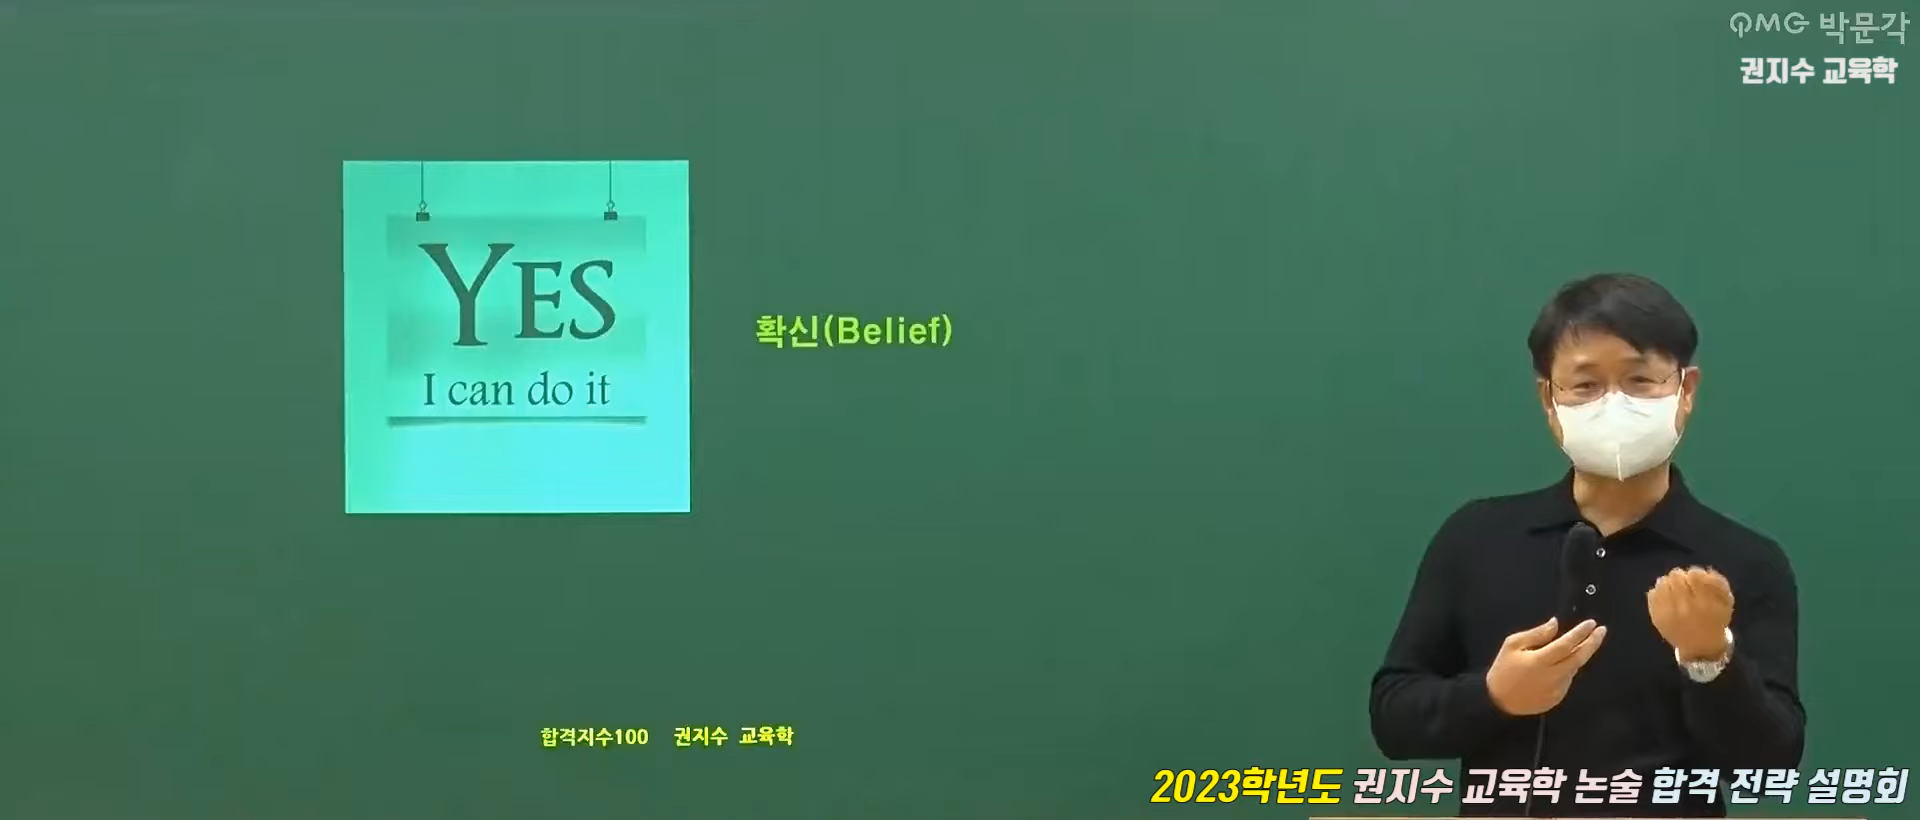 PMG 박문각
권지수 교육학
YES
I can do it
확신(Belief)
합격지수100 권지수 교육학
2023학년도 권지수 교육학 논술 합격 전략 설명회